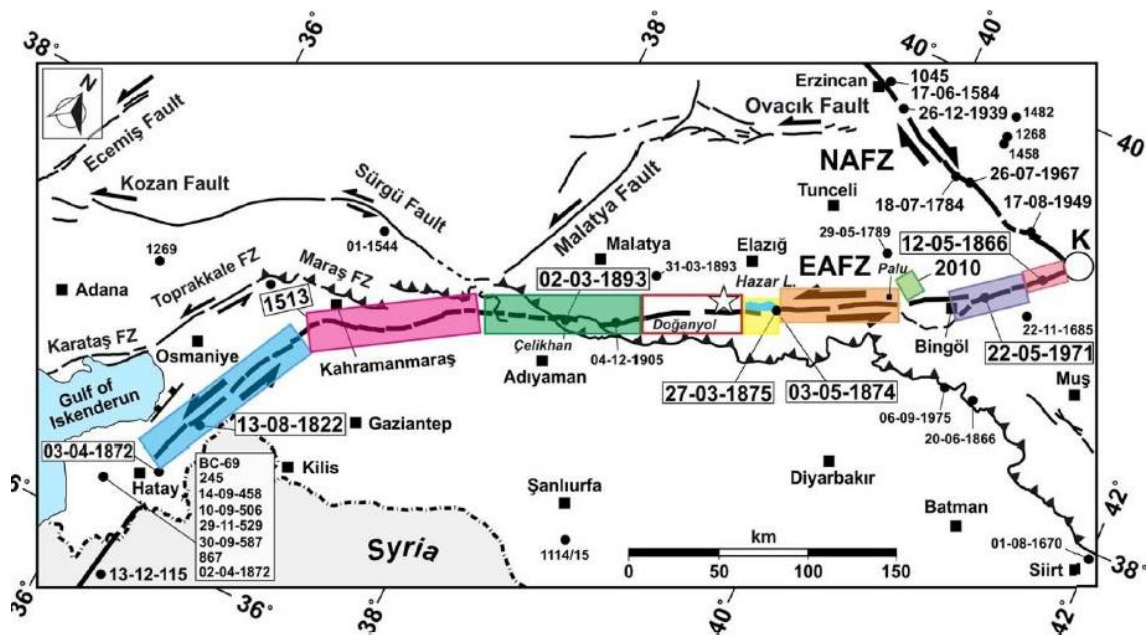 38°
36°
38°
40°
40°
N
Ecemiş Fault
Kozan Fault
Sürgü Fault
Malatya Fault
Ovacık Fault
Erzincan
1045
17-06-1584
26-12-1939
1482
1268
1458
40
NAFZ
Tunceli
26-07-1967
18-07-1784
17-08-1949
1269
01-1544
29-05-1789
12-05-1866
K
Malatya
Elazığ
31-03-1893
EAFZ
Palu
2010
Adana
Toprakkale FZ
Maraş FZ
02-03-1893
Hazar L.
1513
Karataş FZ
Osmaniye
Kahramanmaraş
Çelikhan
Doğanyol
04-12-1905
Adıyaman
Bingöl
22-11-1685
22-05-1971
Gulf of
Iskenderun
27-03-1875
03-05-1874
Muş
06-09-1975
20-06-1866
13-08-1822
Gaziantep
03-04-1872
Hatay
Kilis
BC-69
245
14-09-458
10-09-506
29-11-529
30-09-587
867
02-04-1872
Şanlıurfa
Diyarbakır
Batman
42°
6°
Syria
1114/15
km
0 50 100 150
13-12-115
01-08-1670
Siirt
38°
36°
36°
38°
40°
42°